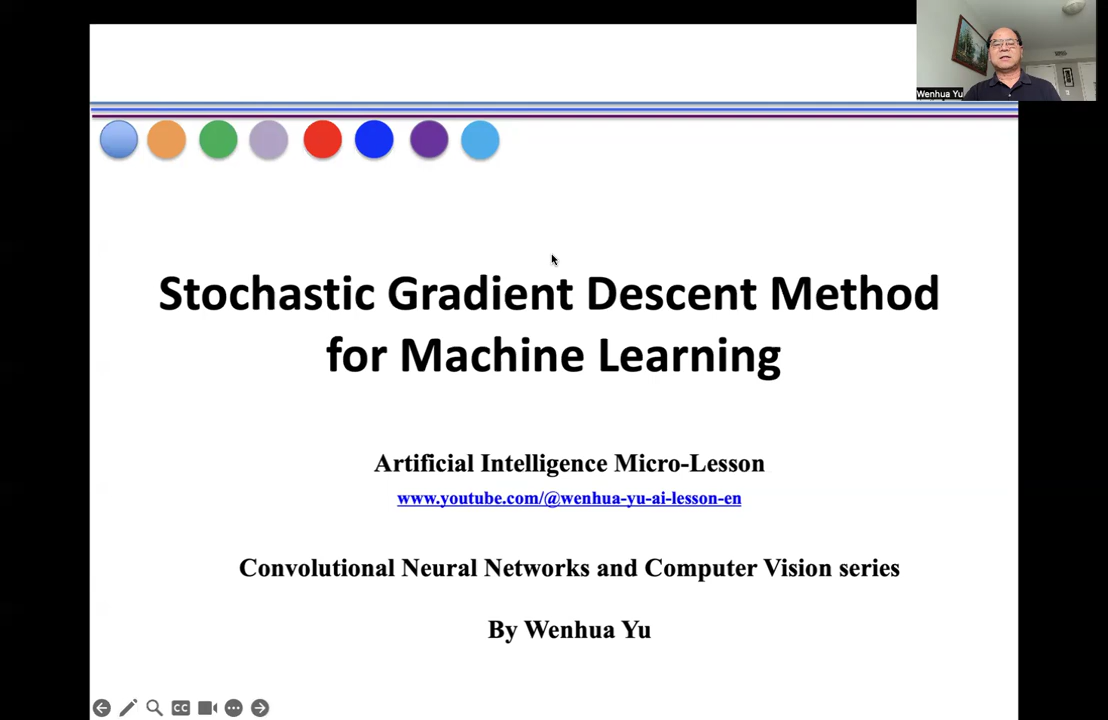 Wenhua Yu
Stochastic Gradient Descent Method
for Machine Learning
Artificial Intelligence Micro-Lesson
www.youtube.com/@wenhua-yu-ai-lesson-en
Convolutional Neural Networks and Computer Vision series
By Wenhua Yu
CC